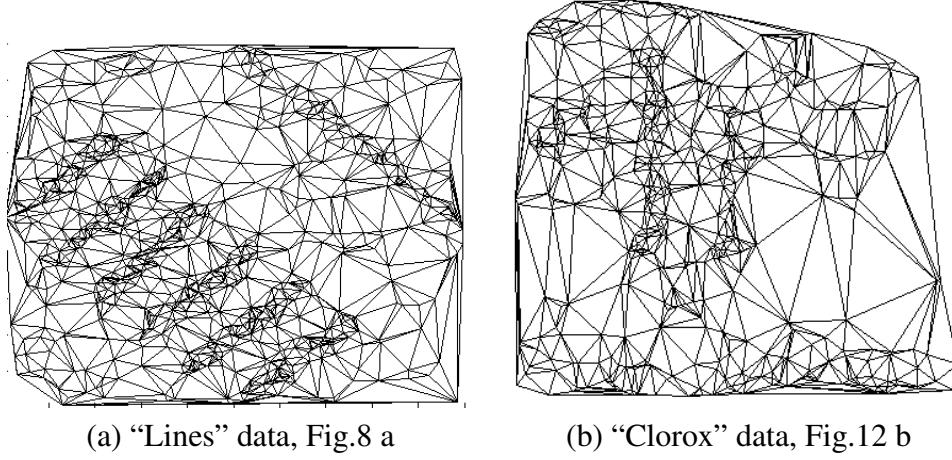 (a) “Lines” data, Fig.8 a
(b) “Clorox” data, Fig.12 b